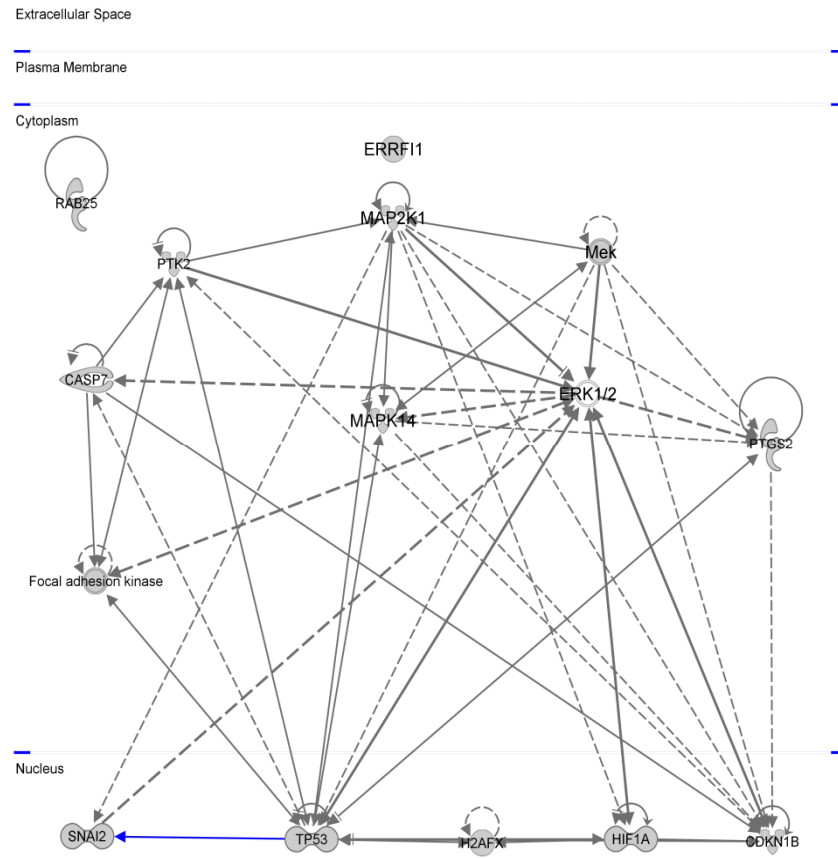 Extracellular Space
Plasma Membrane
Cytoplasm
ERRFI1
RAB25
MAP2K1
Mek
PTK2
CASP7
ERK1/2
MAPK14
PTGS2
Focal adhesion kinase
Nucleus
SNAI2
TP53
H2AFX
HIF1A
CDKN1B